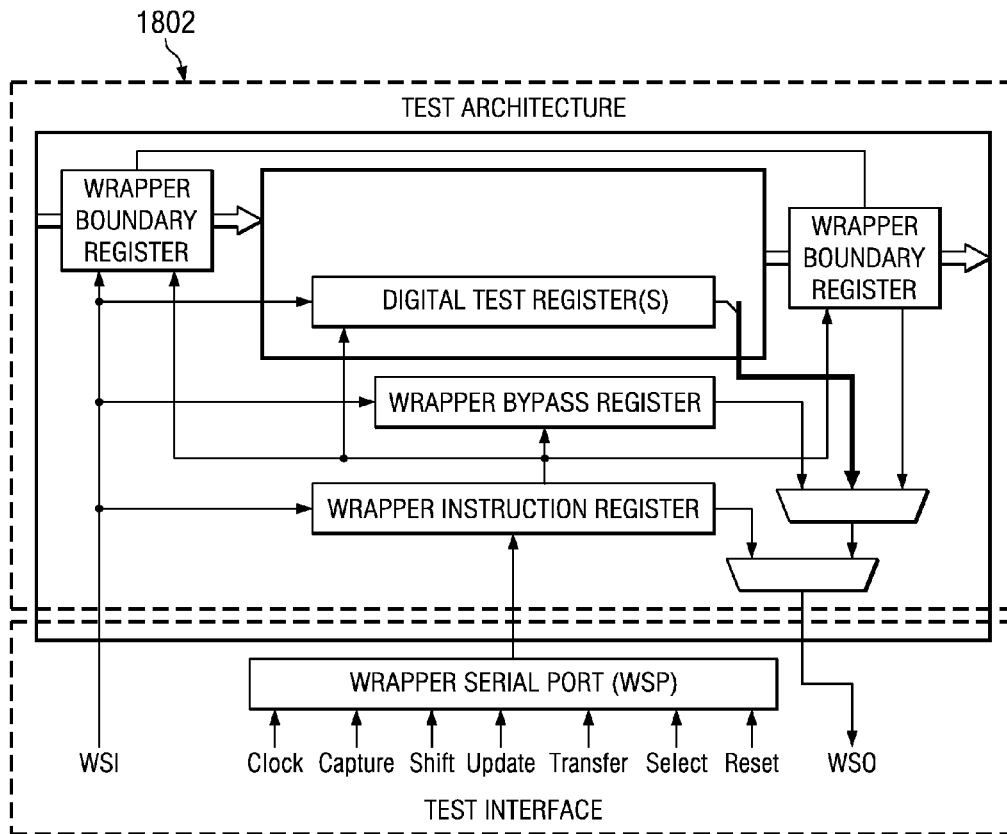 1802
TEST ARCHITECTURE
WRAPPER
BOUNDARY
REGISTER
WRAPPER
BOUNDARY
REGISTER
DIGITAL TEST REGISTER(S)
WRAPPER BYPASS REGISTER
WRAPPER INSTRUCTION REGISTER
WRAPPER SERIAL PORT (WSP)
WSI
Clock
Capture
Shift
Update
Transfer
Select
Reset
WSO
TEST INTERFACE